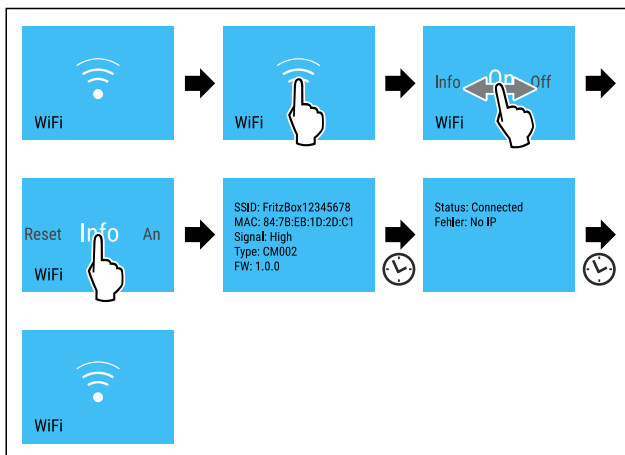 WiFi
WiFi
Info On Off
WiFi
Reset Info An
WiFi
SSID: FritzBox12345678
MAC: 84:7B:EB:1D:2D:C1
Signal: High
Type: CM002
FW: 1.0.0
Status: Connected
Fehler: No IP
WiFi